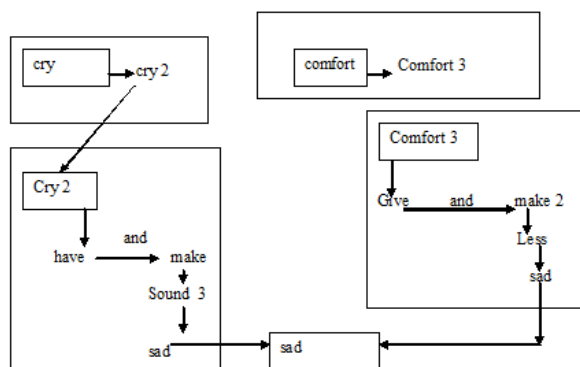 cry
cry 2
comfort
Comfort 3
Cry 2
have
and
make
Sound 3
sad
Comfort 3
Give
and
make 2
Less
sad
sad